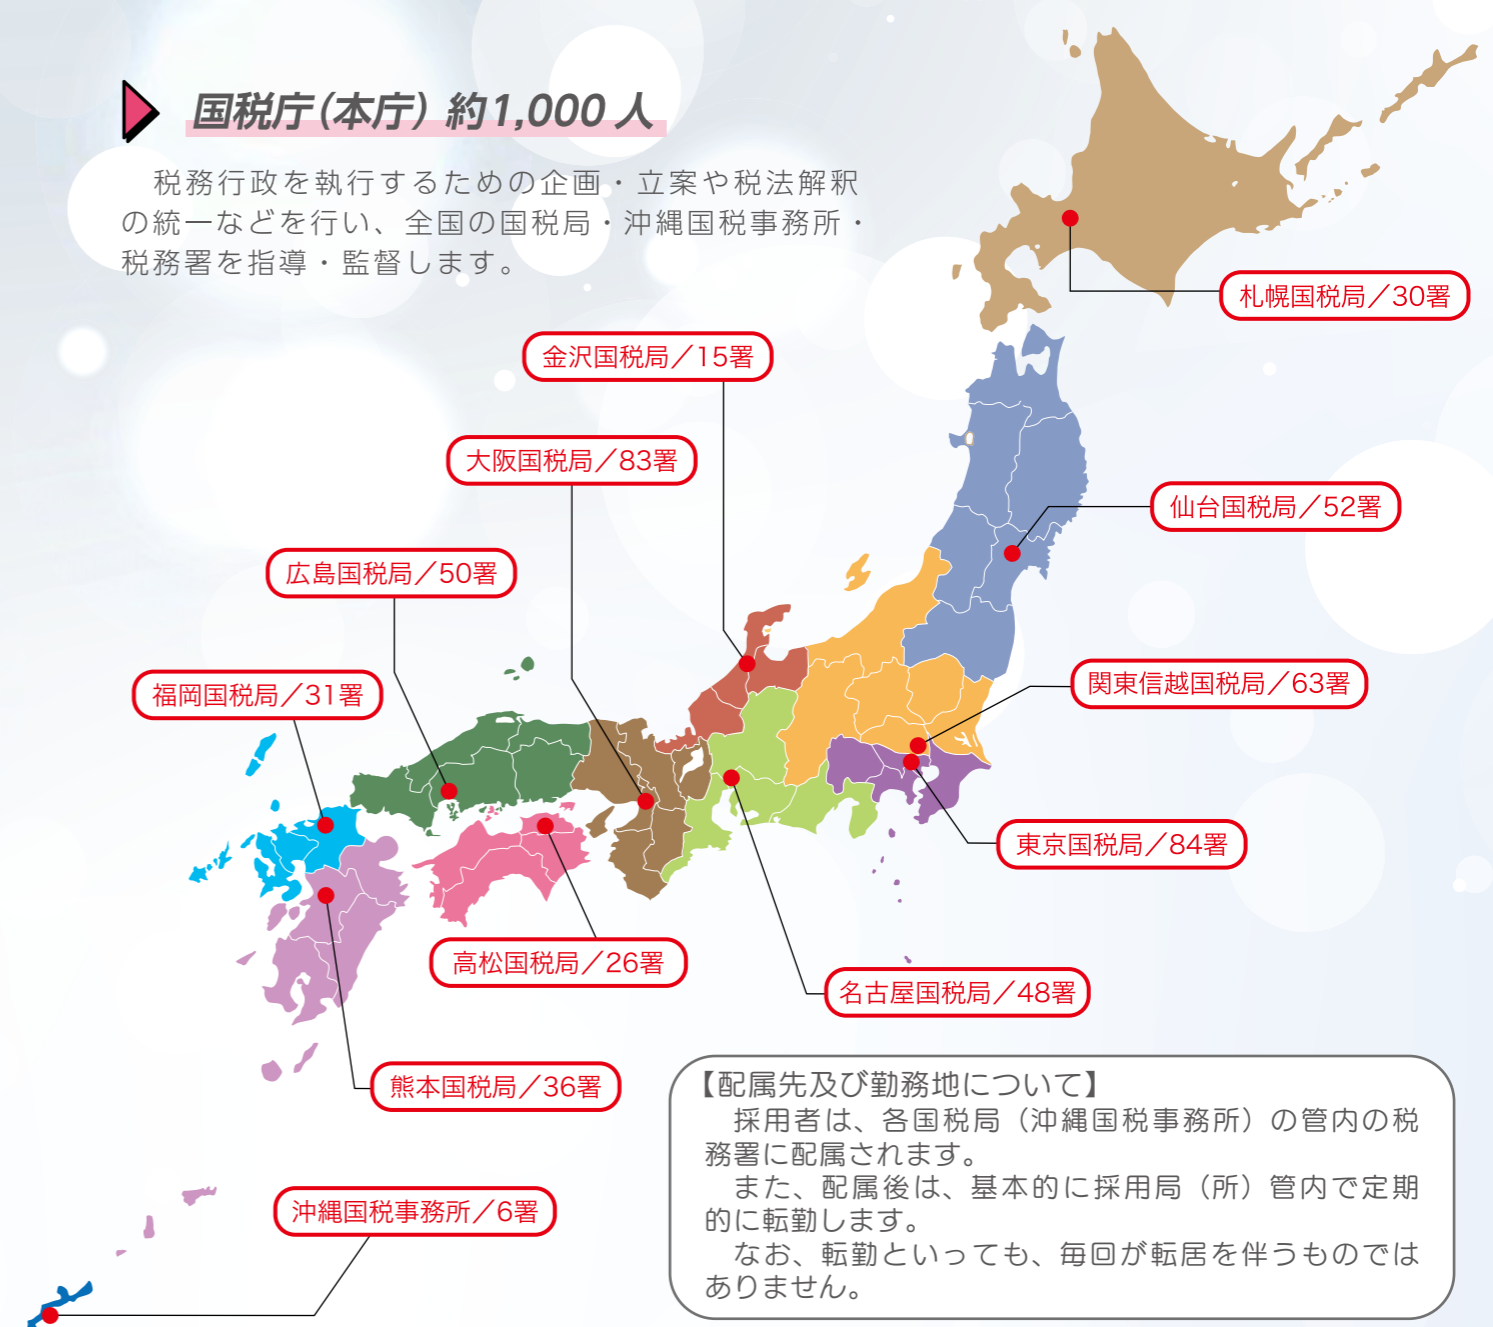 国税庁（本庁）約1,000人
税務行政を執行するための企画・立案や税法解釈
の統一などを行い、全国の国税局・沖縄国税事務所・
税務署を指導・監督します。
札幌国税局／30署
金沢国税局／15署
大阪国税局／83署
仙台国税局／52署
広島国税局／50署
関東信越国税局／63署
福岡国税局／31署
東京国税局／84署
高松国税局／26署
名古屋国税局／48署
熊本国税局／36署
沖縄国税事務所／6署
【配属先及び勤務地について】
採用者は、各国税局（沖縄国税事務所）の管内の税
務署に配属されます。
また、配属後は、基本的に採用局（所）管内で定期
的に転勤します。
なお、転勤といっても、毎回が転居を伴うものでは
ありません。